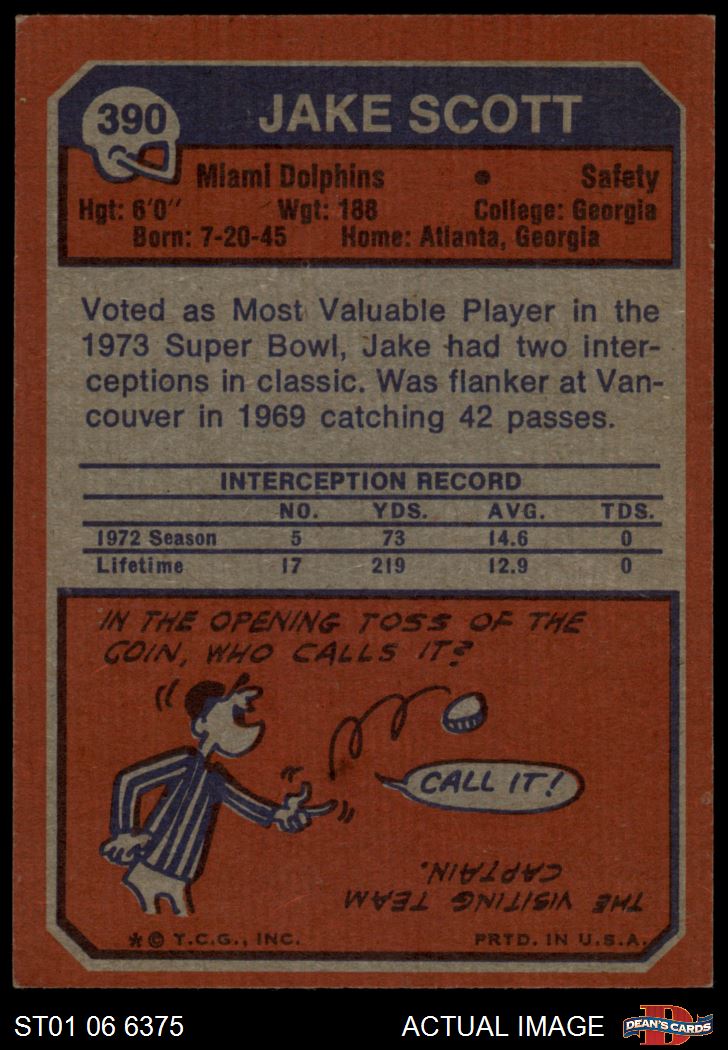 390
JAKE SCOTT
Miami Dolphins • Safety
Hgt: 6'0" Wgt: 188 College: Georgia
Born: 7-20-45 Home: Atlanta, Georgia
Voted as Most Valuable Player in the
1973 Super Bowl, Jake had two inter-
ceptions in classic. Was flanker at Van-
couver in 1969 catching 42 passes.
INTERCEPTION RECORD
NO. YDS. AVG. TDS.
1972 Season 5 73 14.6 0
Lifetime 17 219 12.9 0
IN THE OPENING TOSS OF THE
COIN, WHO CALLS IT?
CALL IT!
THE VISITING TEAM
CAPTAIN.
* © T.C.G., INC. PRTD. IN U.S.A.
ST01 06 6375 ACTUAL IMAGE
D
DEAN'S CARDS